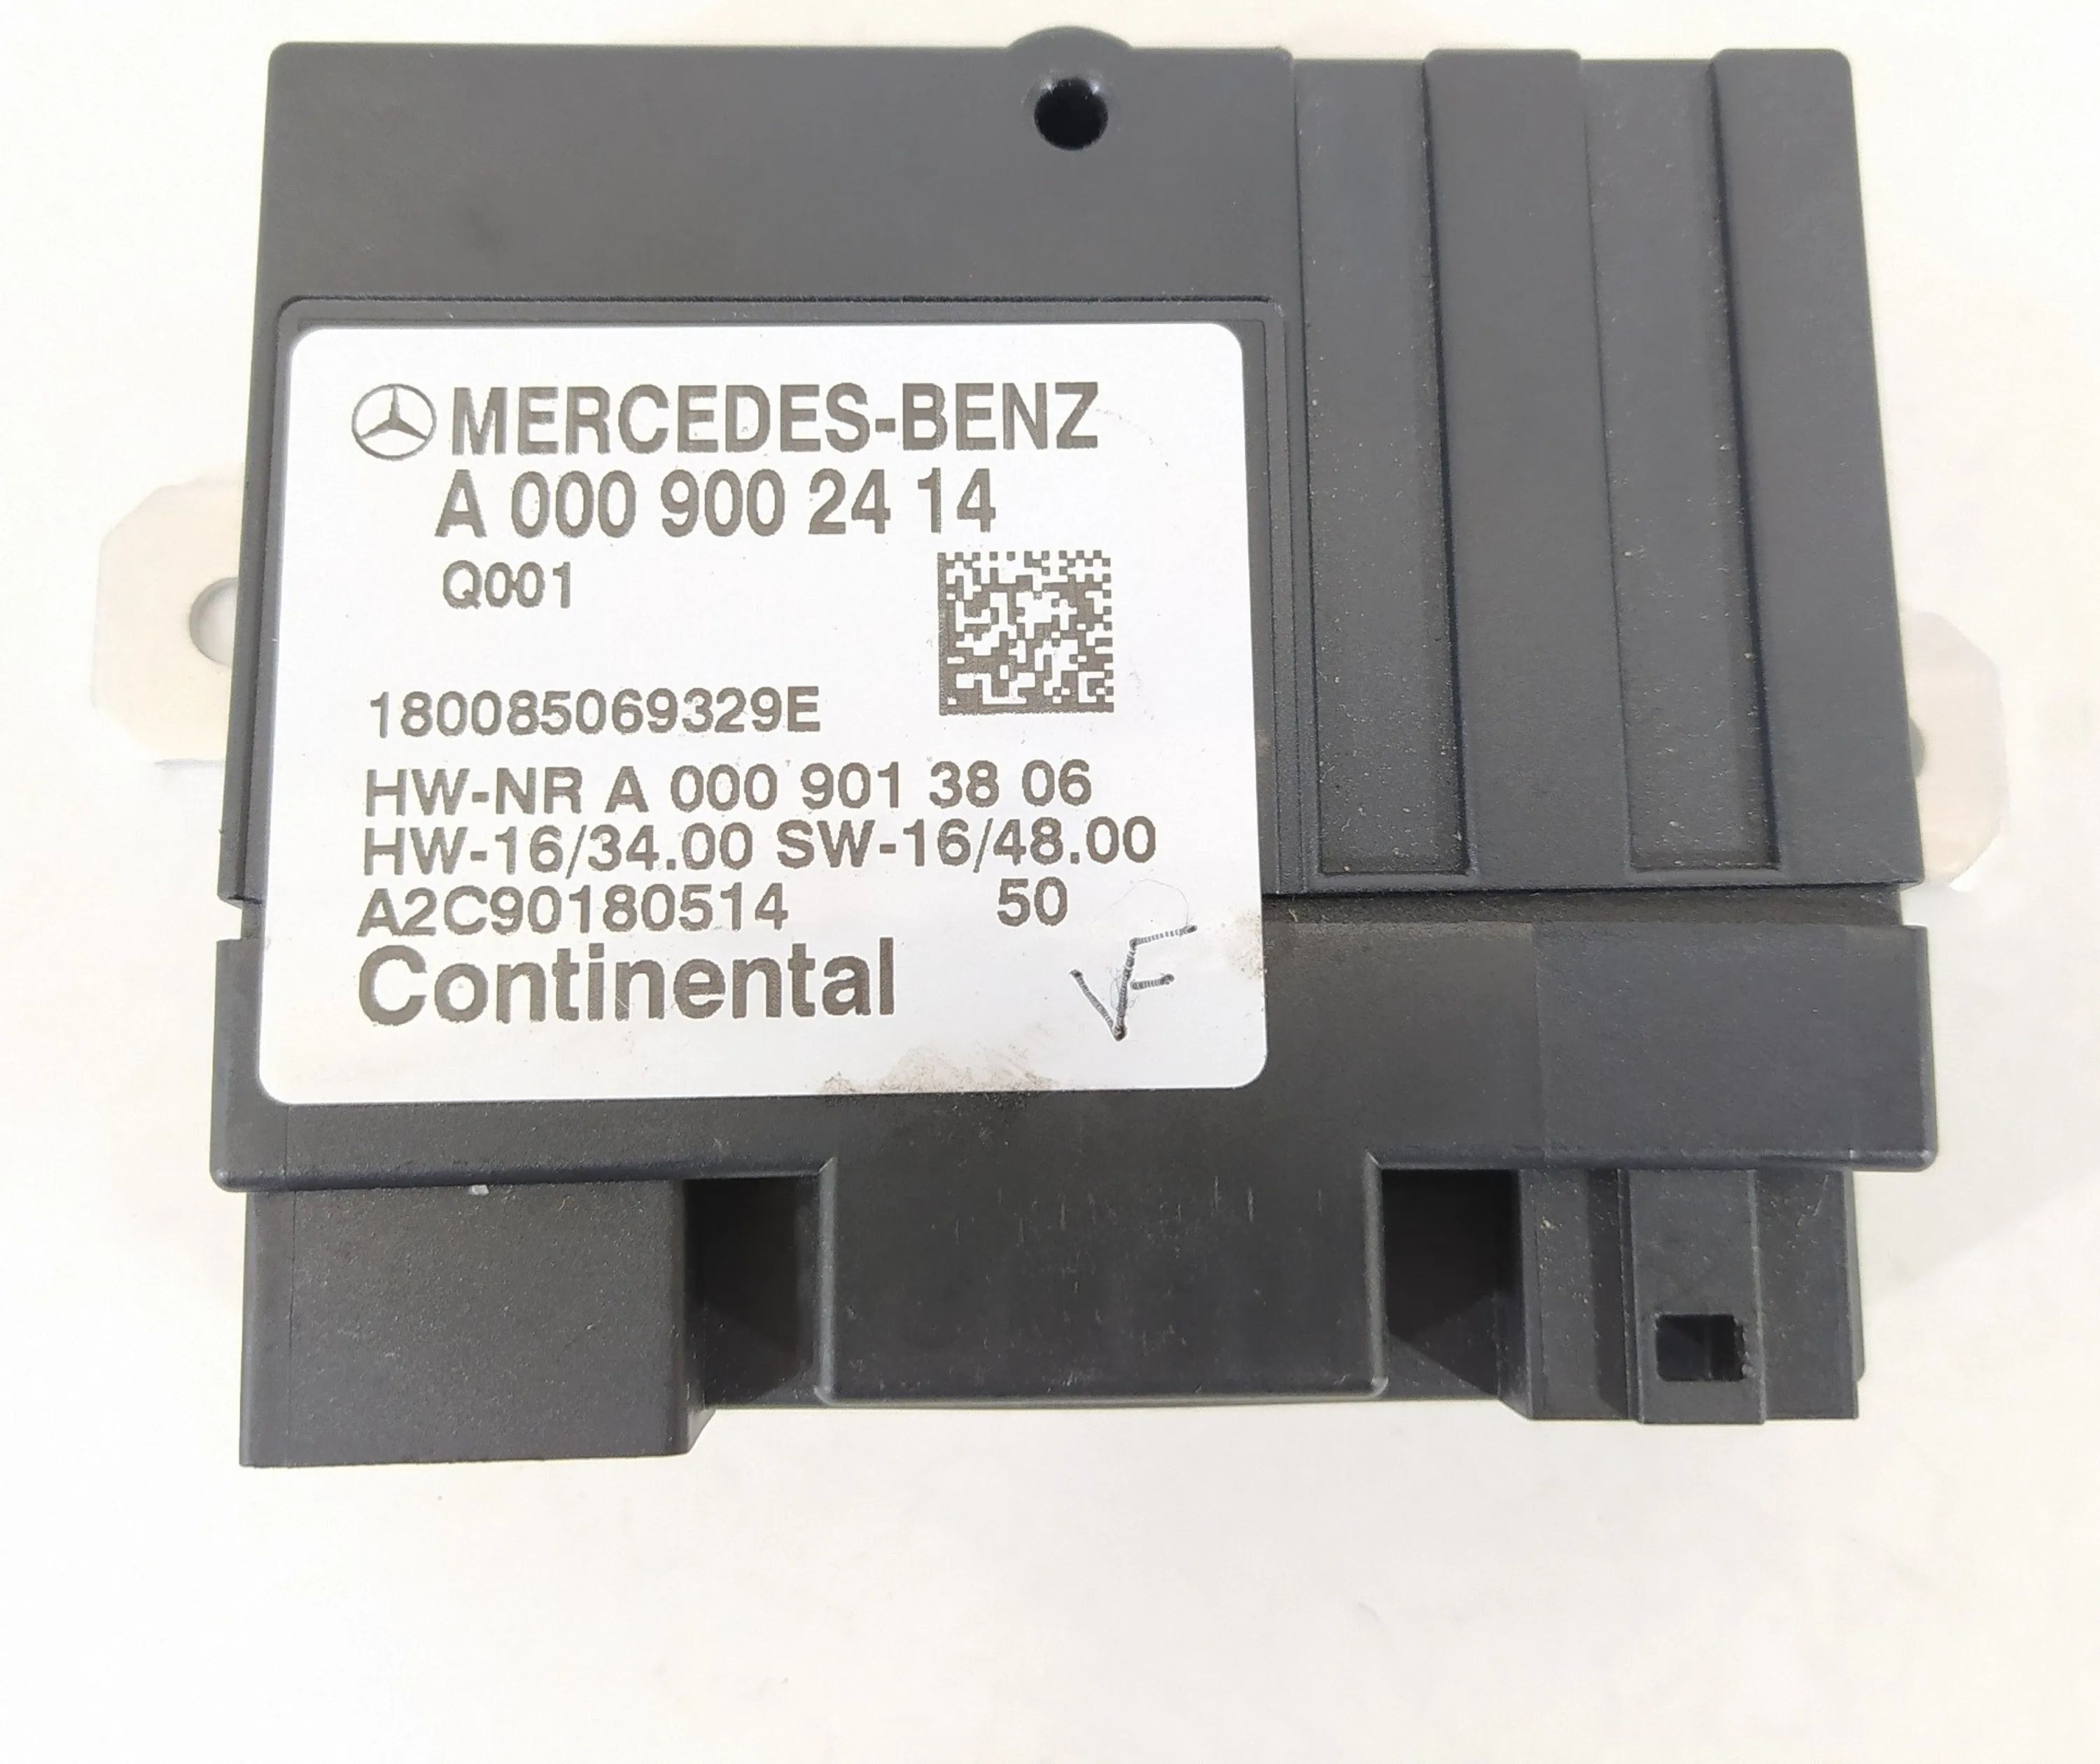 MERCEDES-BENZ
A 000 900 24 14
Q001
180085069329E
HW-NR A 000 901 38 06
HW-16/34.00 SW-16/48.00
A2C90180514 50
Continental
VF